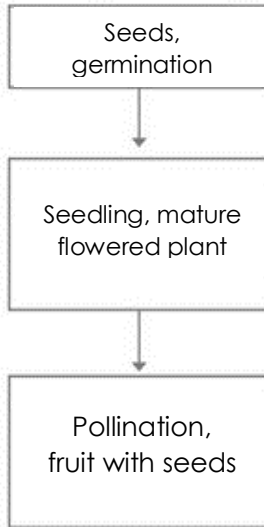 Seeds,
germination
Seedling, mature
flowered plant
Pollination,
fruit with seeds